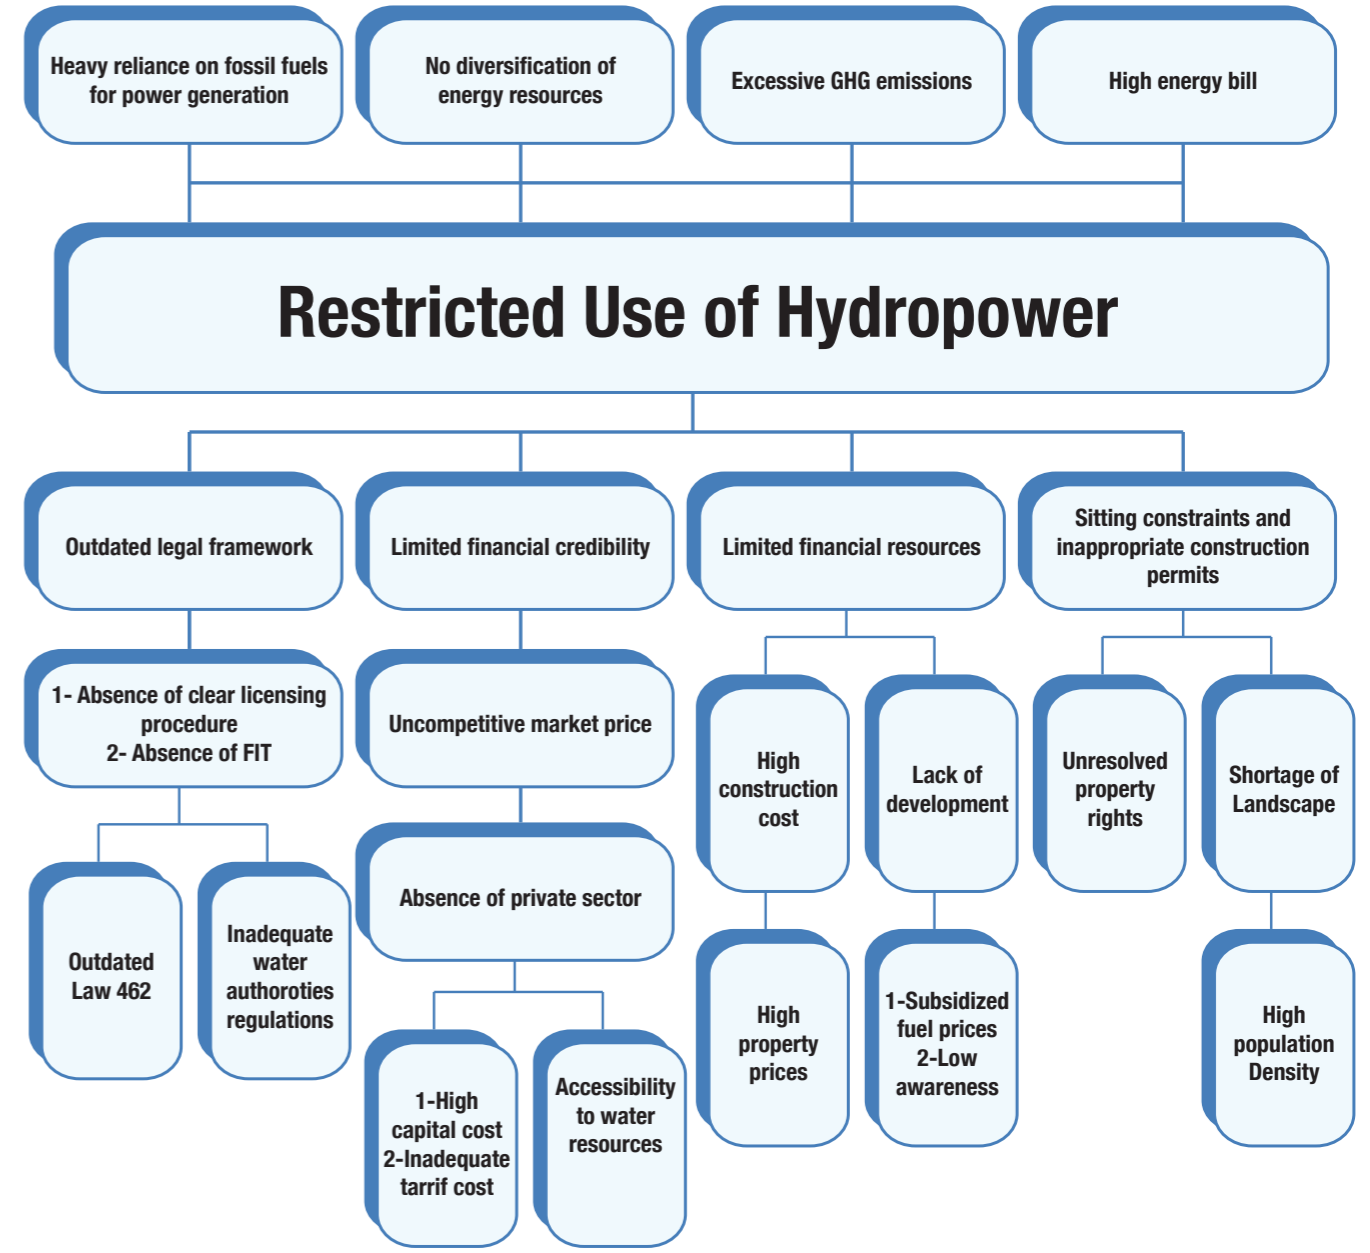 Heavy reliance on fossil fuels
for power generation
No diversification of
energy resources
Excessive GHG emissions
High energy bill
Restricted Use of Hydropower
Outdated legal framework
Limited financial credibility
Limited financial resources
Sitting constraints and
inappropriate construction
permits
1- Absence of clear licensing
procedure
2- Absence of FIT
Uncompetitive market price
High
construction
cost
Lack of
development
Unresolved
property
rights
Shortage of
Landscape
Outdated
Law 462
Inadequate
water
authoroties
regulations
Absence of private sector
High
property
prices
1-Subsidized
fuel prices
2-Low
awareness
High
population
Density
1-High
capital cost
2-Inadequate
tarrif cost
Accessibility
to water
resources